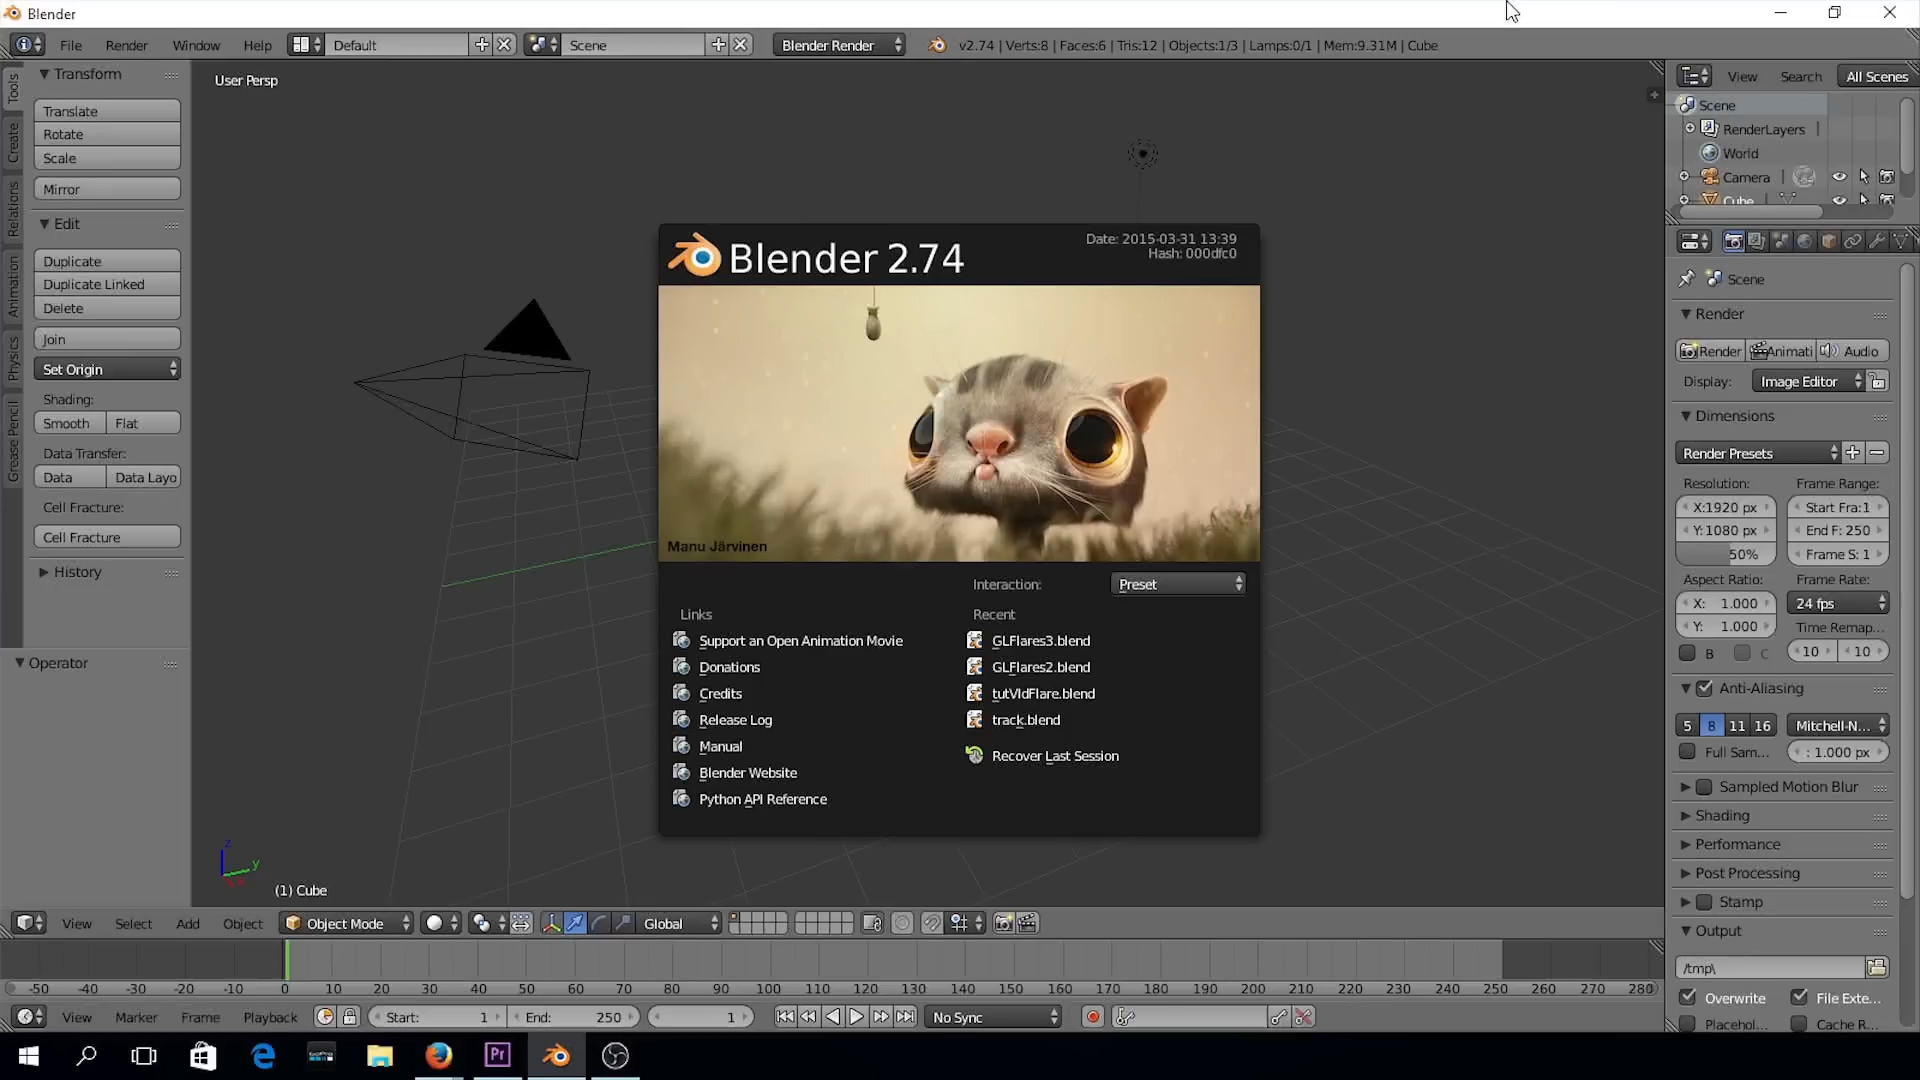 Blender
File Render Window Help Default Scene Blender Render v2.74 | Verts:8 | Faces:6 | Tris:12 | Objects:1/3 | Lamps:0/1 | Mem:9.31M | Cube
Tools
Create
Relations
Animation
Physics
Grease Pencil
Transform
Translate
Rotate
Scale
Mirror
Edit
Duplicate
Duplicate Linked
Delete
Join
Set Origin
Shading:
Smooth Flat
Data Transfer:
Data Data Layo
Cell Fracture:
Cell Fracture
History
Operator
User Persp
Blender 2.74
Date: 2015-03-31 13:39
Hash: 000dfc0
Manu Järvinen
Interaction: Preset
Links
Support an Open Animation Movie
Donations
Credits
Release Log
Manual
Blender Website
Python API Reference
Recent
GLFlares3.blend
GLFlares2.blend
tutVIdFlare.blend
track.blend
Recover Last Session
z
y
(1) Cube
View Search All Scenes
Scene
RenderLayers
World
Camera
Cube
Scene
Render
Render Animati Audio
Display: Image Editor
Dimensions
Render Presets
Resolution: Frame Range:
X:1920 px Start Fra:1
Y:1080 px End F: 250
50% Frame S: 1
Aspect Ratio: Frame Rate:
X: 1.000 24 fps
Y: 1.000 Time Remap...
B C 10 10
Anti-Aliasing
5 8 11 16 Mitchell-N...
Full Sam... : 1.000 px
Sampled Motion Blur
Shading
Performance
Post Processing
Stamp
Output
/tmp\
Overwrite File Exte...
Placehol... Cache R...
View Select Add Object Object Mode Global
-50 -40 -30 -20 -10 0 10 20 30 40 50 60 70 80 90 100 110 120 130 140 150 160 170 180 190 200 210 220 230 240 250 260 270 280
View Marker Frame Playback Start: 1 End: 250 1 No Sync
GoPro
Pr